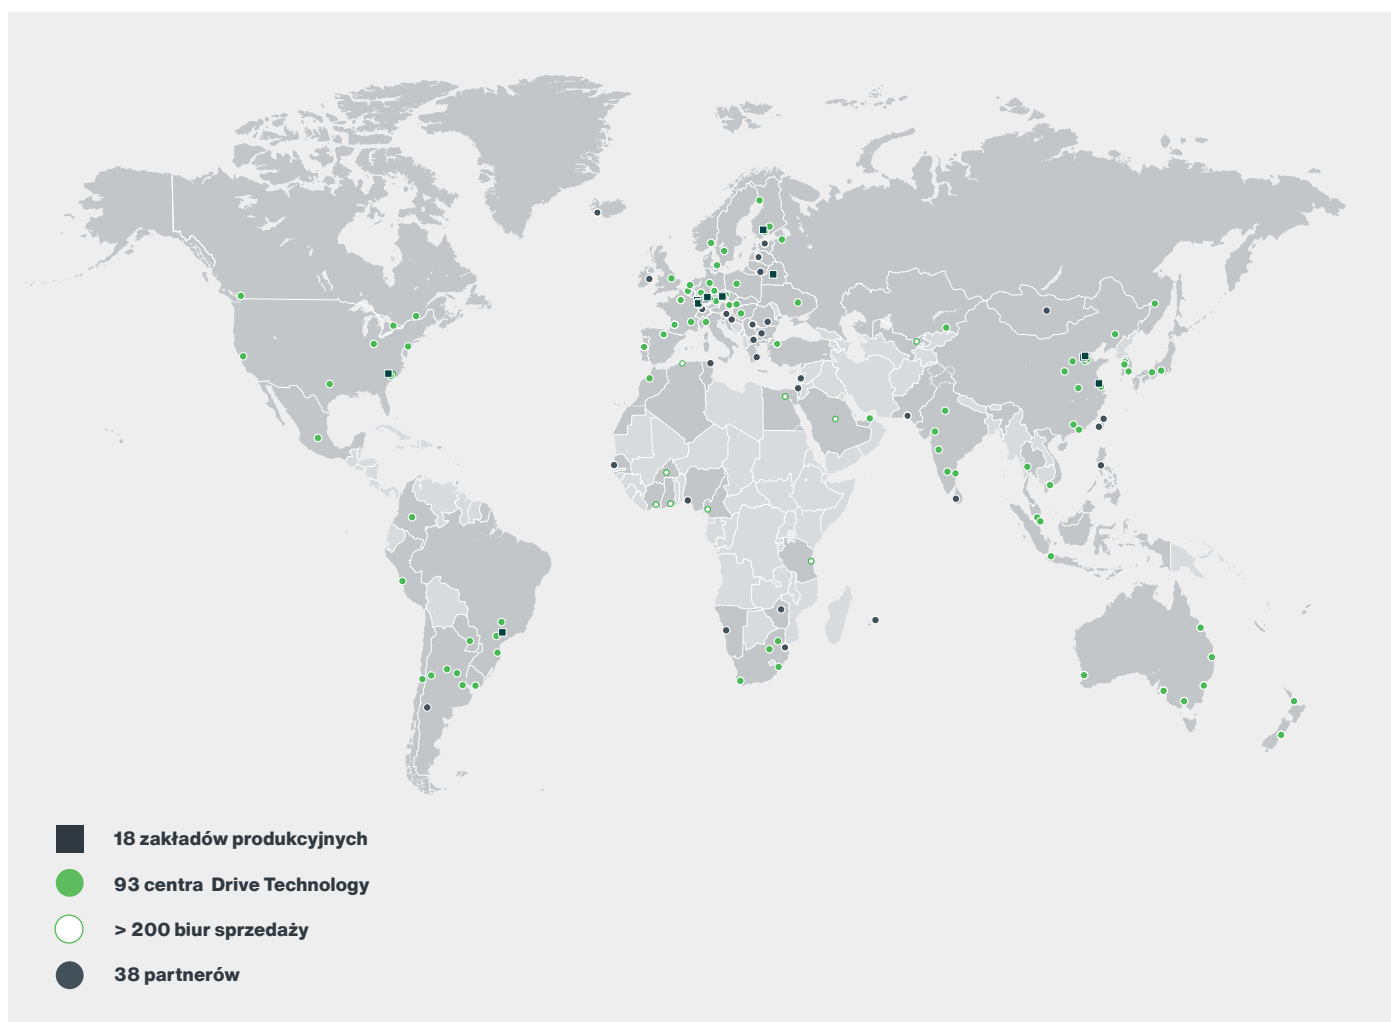 18 zakładów produkcyjnych
93 centra  Drive Technology
> 200 biur sprzedaży
38 partnerów